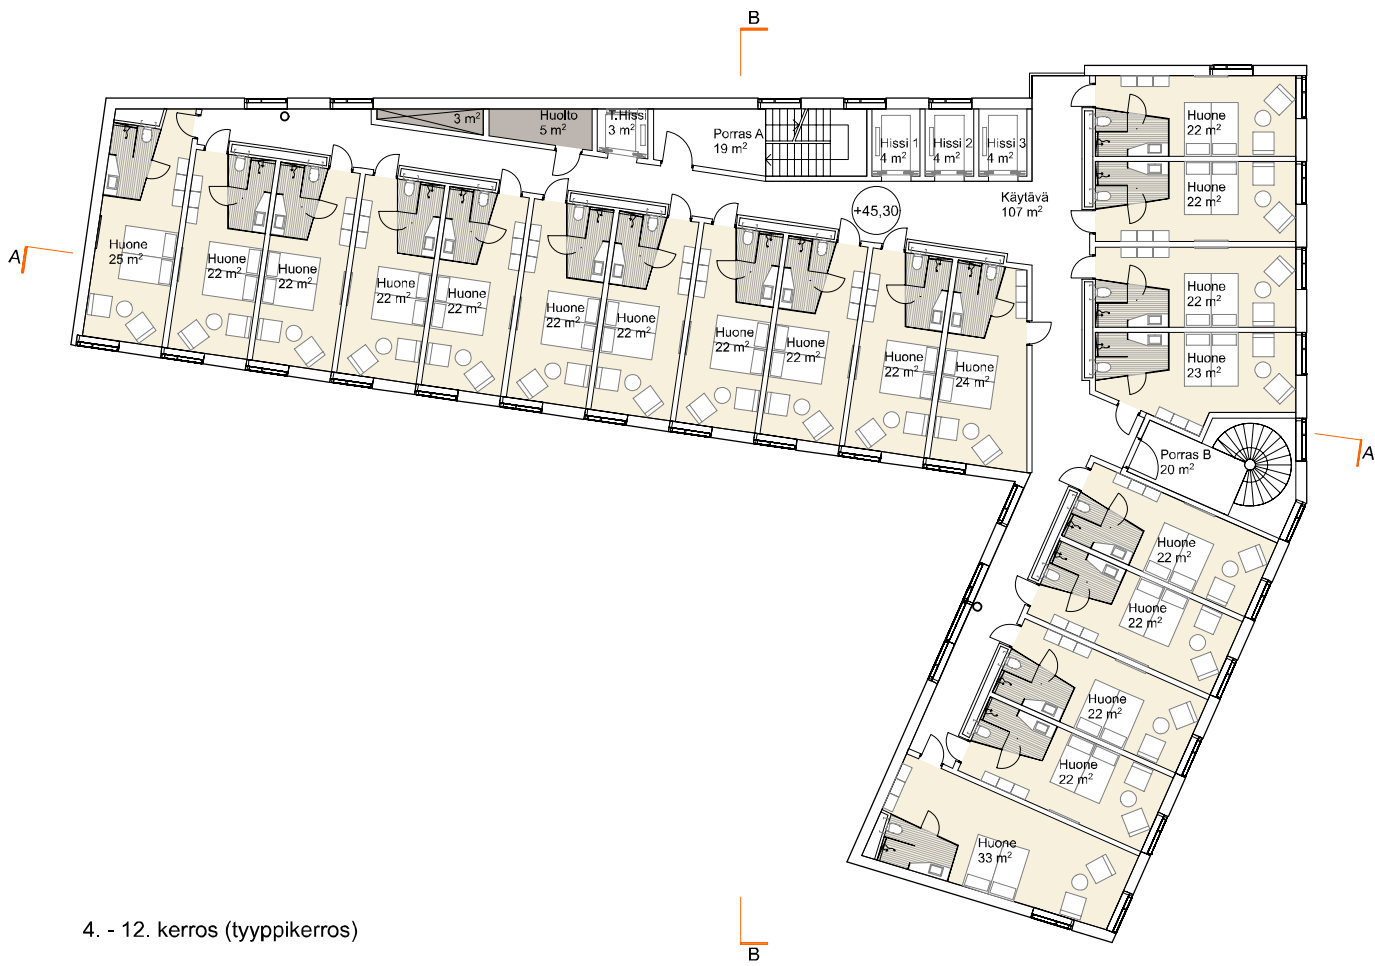 B
3 m²
Huolto
5 m²
T.Hissi
3 m²
Porras A
19 m²
Hissi 1
4 m²
Hissi 2
4 m²
Hissi 3
4 m²
Käytävä
107 m²
+45,30
Huone
22 m²
Huone
22 m²
Huone
22 m²
Huone
23 m²
A
Huone
25 m²
Huone
22 m²
Huone
22 m²
Huone
22 m²
Huone
22 m²
Huone
22 m²
Huone
22 m²
Huone
22 m²
Huone
22 m²
Huone
22 m²
Huone
24 m²
A
Porras B
20 m²
Huone
22 m²
Huone
22 m²
Huone
22 m²
Huone
22 m²
Huone
33 m²
4. - 12. kerros (tyyppikerros)
B